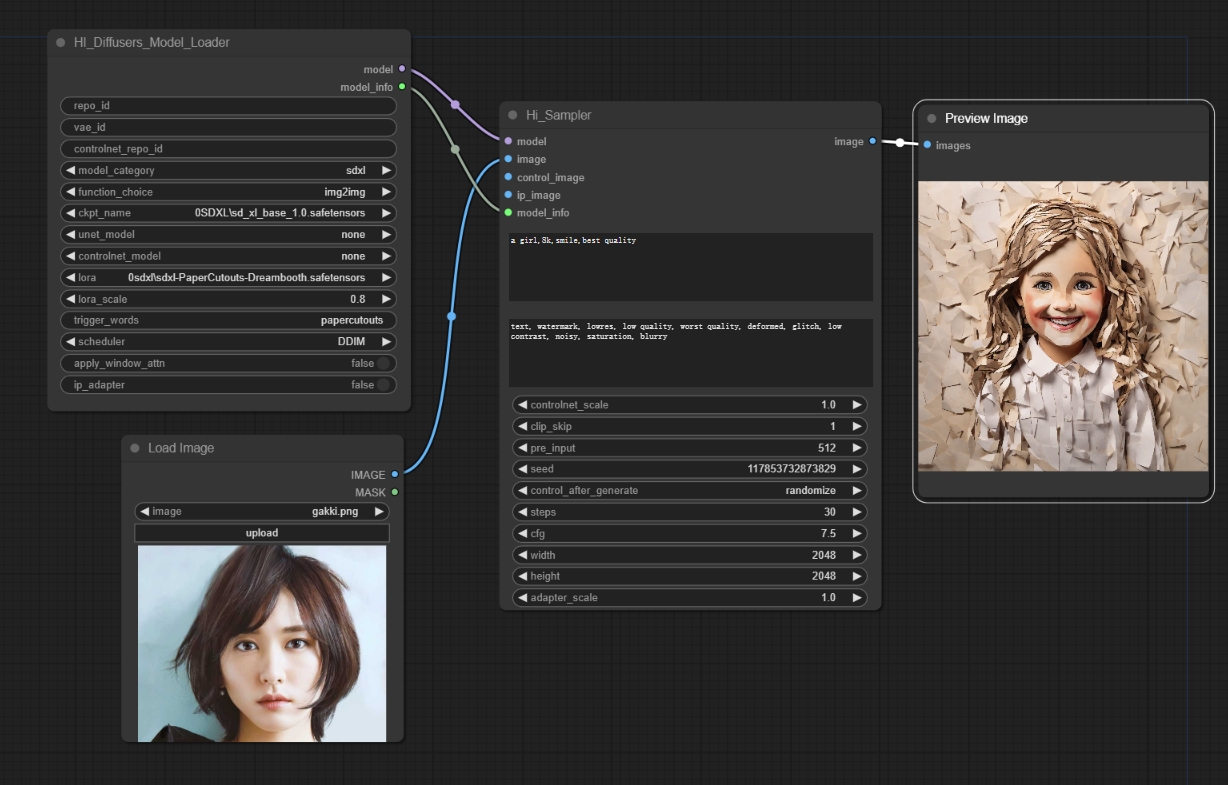 HI_Diffusers_Model_Loader
model
model_info
repo_id
vae_id
controlnet_repo_id
model_category sdxl
function_choice img2img
ckpt_name 0SDXL\sd_xl_base_1.0.safetensors
unet_model none
controlnet_model none
lora 0sdxl\sdxl-PaperCutouts-Dreambooth.safetensors
lora_scale 0.8
trigger_words papercutouts
scheduler DDIM
apply_window_attn false
ip_adapter false
Load Image
IMAGE
MASK
image gakki.png
upload
Hi_Sampler
model image
image
control_image
ip_image
model_info
a girl,8k,smile,best quality
text, watermark, lowres, low quality, worst quality, deformed, glitch, low
contrast, noisy, saturation, blurry
controlnet_scale 1.0
clip_skip 1
pre_input 512
seed 117853732873829
control_after_generate randomize
steps 30
cfg 7.5
width 2048
height 2048
adapter_scale 1.0
Preview Image
images